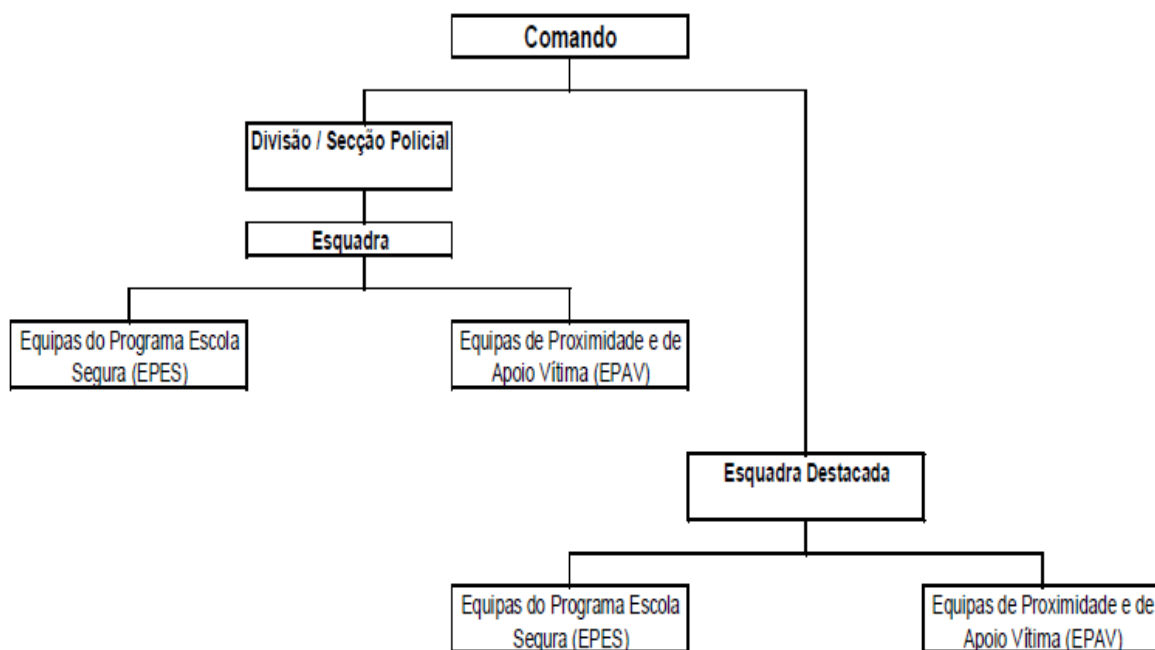 Comando
Divisão / Secção Policial
Esquadra
Equipas do Programa Escola
Segura (EPES)
Equipas de Proximidade e de
Apoio Vítima (EPAV)
Esquadra Destacada
Equipas do Programa Escola
Segura (EPES)
Equipas de Proximidade e de
Apoio Vítima (EPAV)